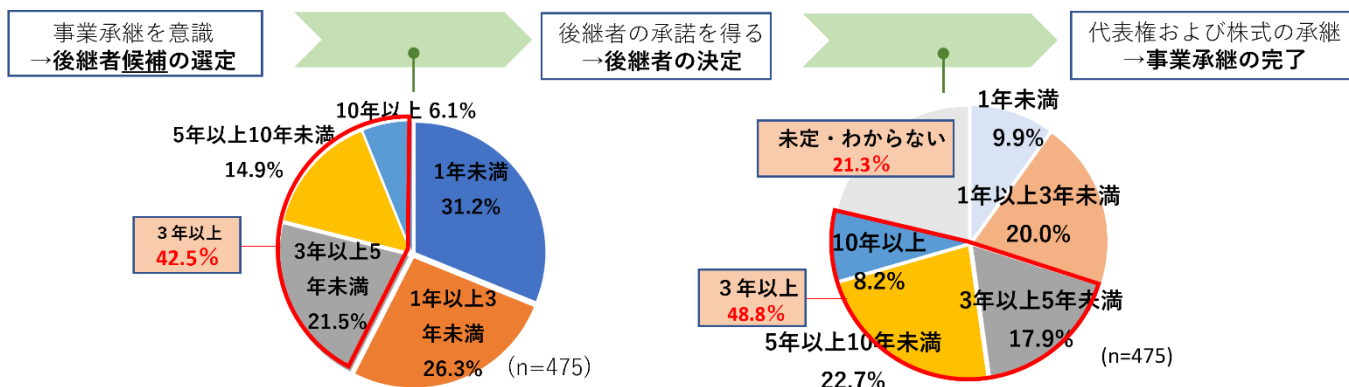 事業承継を意識
→後継者候補の選定
後継者の承諾を得る
→後継者の決定
代表権および株式の承継
→事業承継の完了
10年以上 6.1%
5年以上10年未満
14.9%
1年未満
31.2%
３年以上
42.5%
3年以上5
年未満
21.5%
1年以上3
年未満
26.3%
(n=475)
1年未満
9.9%
未定・わからない
21.3%
1年以上3年未満
20.0%
10年以上
8.2%
３年以上
48.8%
3年以上5年未満
17.9%
5年以上10年未満
22.7%
(n=475)